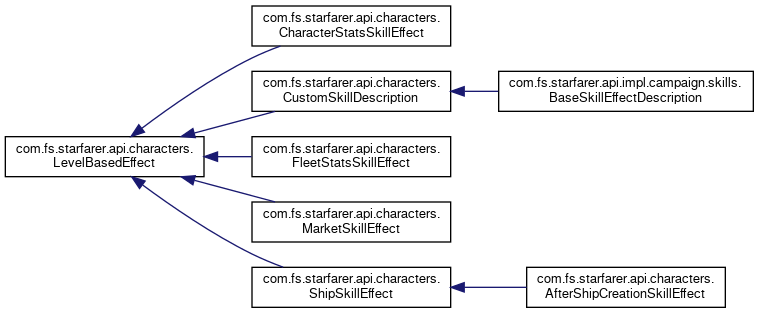 com.fs.starfarer.api.characters.
CharacterStatsSkillEffect
com.fs.starfarer.api.characters.
CustomSkillDescription
com.fs.starfarer.api.impl.campaign.skills.
BaseSkillEffectDescription
com.fs.starfarer.api.characters.
LevelBasedEffect
com.fs.starfarer.api.characters.
FleetStatsSkillEffect
com.fs.starfarer.api.characters.
MarketSkillEffect
com.fs.starfarer.api.characters.
ShipSkillEffect
com.fs.starfarer.api.characters.
AfterShipCreationSkillEffect